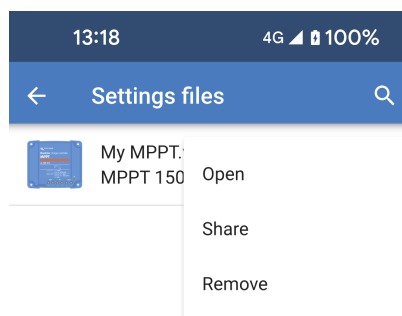 13:18
4G 100%
Settings files
My MPPT.
MPPT 150
Open
Share
Remove